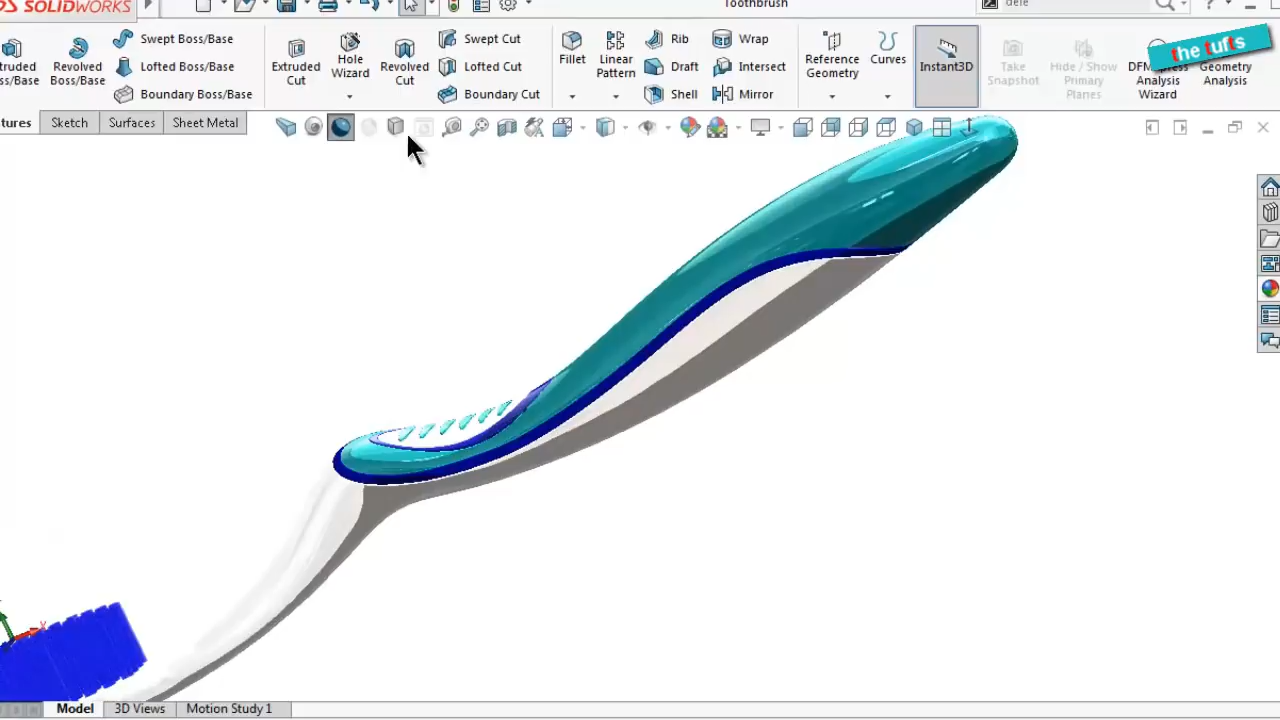 SOLIDWORKS
Toothbrush
dele
the tufts
Swept Boss/Base
Lofted Boss/Base
Boundary Boss/Base
Revolved
Boss/Base
Extruded
Cut
Hole
Wizard
Revolved
Cut
Swept Cut
Boundary Cut
Fillet
Linear
Pattern
Rib
Draft
Shell
Wrap
Intersect
Mirror
Reference
Geometry
Curves
Instant3D
Take
Snapshot
Hide / Show
Primary
Planes
Analysis
Wizard
Geometry
Analysis
Sketch
Surfaces
Sheet Metal
Model
3D Views
Motion Study 1